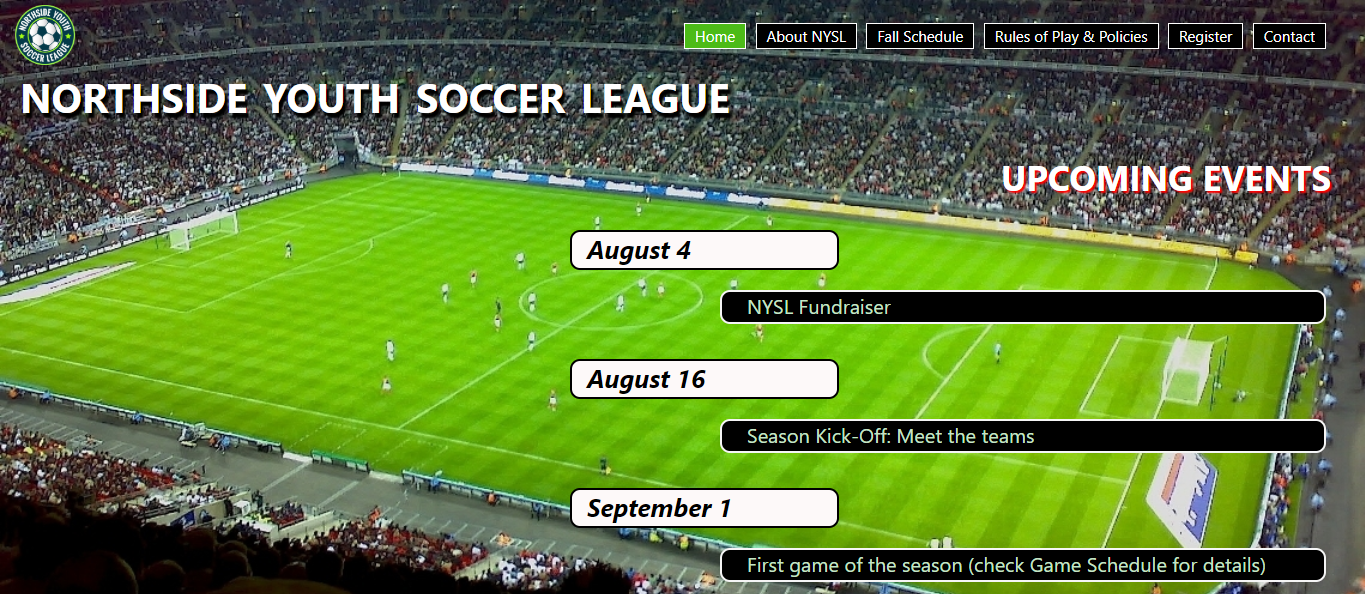 NORTHSIDE YOUTH
SOCCER LEAGUE
Home
About NYSL
Fall Schedule
Rules of Play & Policies
Register
Contact
NORTHSIDE YOUTH SOCCER LEAGUE
UPCOMING EVENTS
August 4
NYSL Fundraiser
August 16
Season Kick-Off: Meet the teams
September 1
First game of the season (check Game Schedule for details)